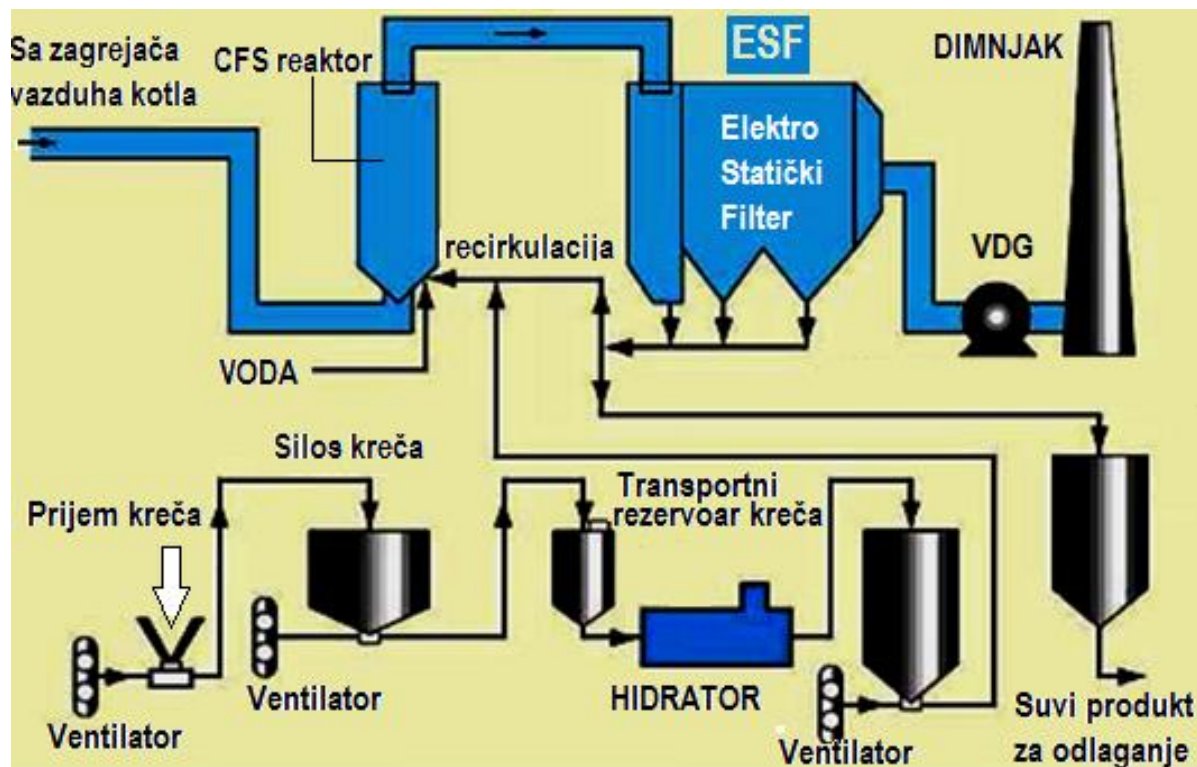 Sa zagrejača
vazduha kotla
CFS reaktor
ESF
DIMNJAK
Elektro
Statički
Filter
recirkulacija
VDG
VODA
Silos kreča
Prijem kreča
Transportni
rezervoar kreča
Ventilator
Ventilator
HIDRATOR
Ventilator
Suvi produkt
za odlaganje